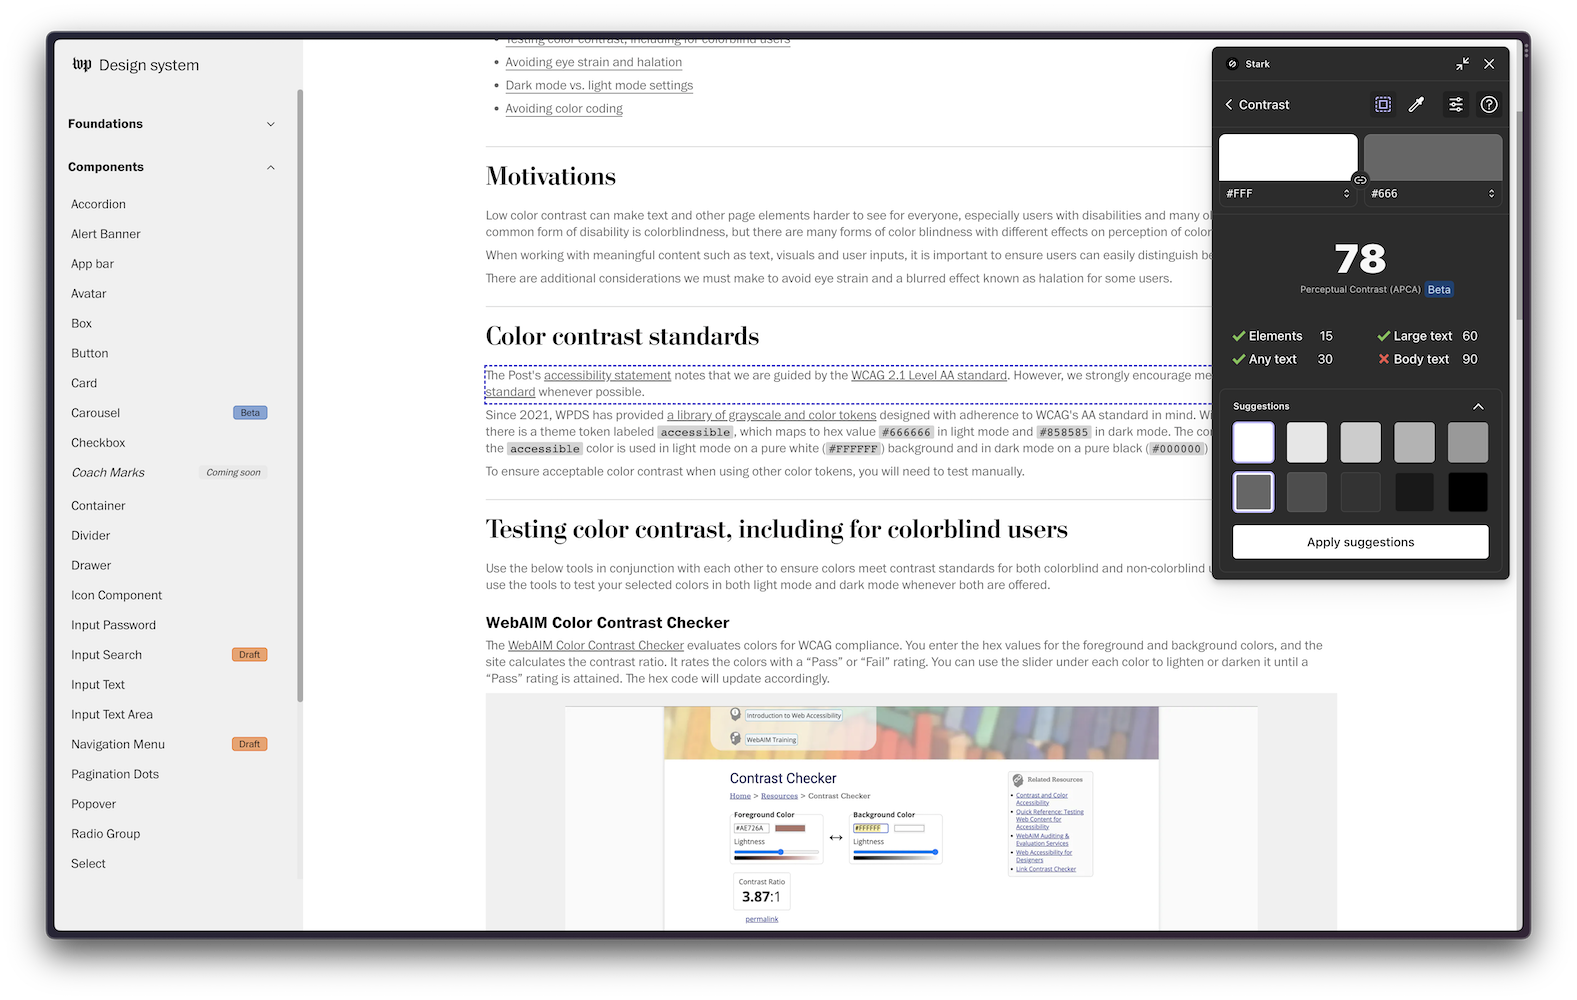 wp Design system
Foundations
Components
Accordion
Alert Banner
App bar
Avatar
Box
Button
Card
Carousel Beta
Checkbox
Coach Marks Coming soon
Container
Divider
Drawer
Icon Component
Input Password
Input Search Draft
Input Text
Input Text Area
Navigation Menu Draft
Pagination Dots
Popover
Radio Group
Select
Testing color contrast, including for colorblind users
Avoiding eye strain and halation
Dark mode vs. light mode settings
Avoiding color coding
Motivations
Low color contrast can make text and other page elements harder to see for everyone, especially users with disabilities and many ol
common form of disability is colorblindness, but there are many forms of color blindness with different effects on perception of color
When working with meaningful content such as text, visuals and user inputs, it is important to ensure users can easily distinguish be
There are additional considerations we must make to avoid eye strain and a blurred effect known as halation for some users.
Color contrast standards
The Post's accessibility statement notes that we are guided by the WCAG 2.1 Level AA standard. However, we strongly encourage me
standard whenever possible.
Since 2021, WPDS has provided a library of grayscale and color tokens designed with adherence to WCAG's AA standard in mind. Wi
there is a theme token labeled accessible, which maps to hex value #666666 in light mode and #858585 in dark mode. The con
the accessible color is used in light mode on a pure white (#FFFFFF) background and in dark mode on a pure black (#000000)
To ensure acceptable color contrast when using other color tokens, you will need to test manually.
Testing color contrast, including for colorblind users
Use the below tools in conjunction with each other to ensure colors meet contrast standards for both colorblind and non-colorblind u
use the tools to test your selected colors in both light mode and dark mode whenever both are offered.
WebAIM Color Contrast Checker
The WebAIM Color Contrast Checker evaluates colors for WCAG compliance. You enter the hex values for the foreground and background colors, and the
site calculates the contrast ratio. It rates the colors with a “Pass” or “Fail” rating. You can use the slider under each color to lighten or darken it until a
“Pass” rating is attained. The hex code will update accordingly.
Introduction to Web Accessibility
WebAIM Training
Contrast Checker
Home > Resources > Contrast Checker
Foreground Color
#AE726A
Lightness
Background Color
#FFFFFF
Lightness
Contrast Ratio
3.87:1
permalink
Related Resources
Contrast and Color
Accessibility
Quick Reference: Testing
Web Content for
Accessibility
WebAIM Auditing &
Evaluation Services
Web Accessibility for
Designers
Link Contrast Checker
Stark
Contrast
#FFF #666
78
Perceptual Contrast (APCA) Beta
Elements 15 Large text 60
Any text 30 Body text 90
Suggestions
Apply suggestions